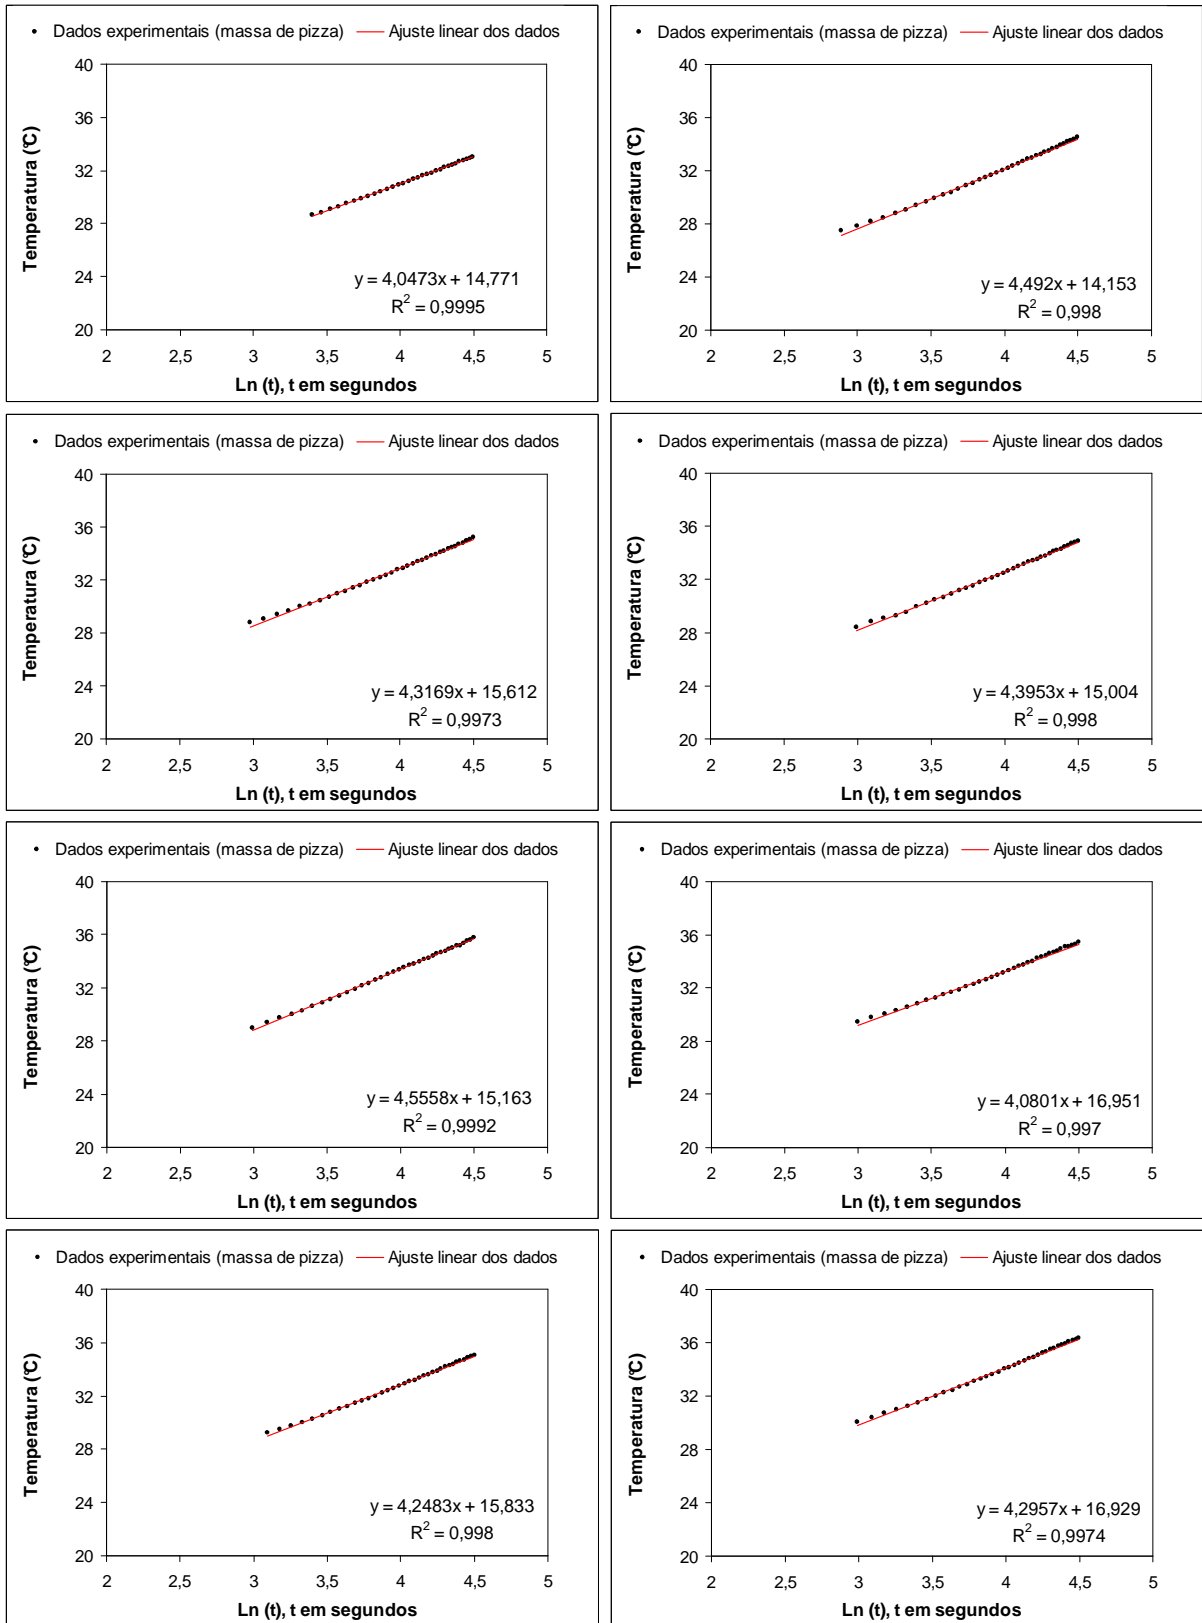 Dados experimentais (massa de pizza) Ajuste linear dos dados
40
36
32
28
24
20
Temperatura (°C)
y = 4,0473x + 14,771
R² = 0,9995
2 2,5 3 3,5 4 4,5 5
Ln (t), t em segundos
Dados experimentais (massa de pizza) Ajuste linear dos dados
40
36
32
28
24
20
Temperatura (°C)
y = 4,492x + 14,153
R² = 0,998
2 2,5 3 3,5 4 4,5 5
Ln (t), t em segundos
Dados experimentais (massa de pizza) Ajuste linear dos dados
40
36
32
28
24
20
Temperatura (°C)
y = 4,3169x + 15,612
R² = 0,9973
2 2,5 3 3,5 4 4,5 5
Ln (t), t em segundos
Dados experimentais (massa de pizza) Ajuste linear dos dados
40
36
32
28
24
20
Temperatura (°C)
y = 4,3953x + 15,004
R² = 0,998
2 2,5 3 3,5 4 4,5 5
Ln (t), t em segundos
Dados experimentais (massa de pizza) Ajuste linear dos dados
40
36
32
28
24
20
Temperatura (°C)
y = 4,5558x + 15,163
R² = 0,9992
2 2,5 3 3,5 4 4,5 5
Ln (t), t em segundos
Dados experimentais (massa de pizza) Ajuste linear dos dados
40
36
32
28
24
20
Temperatura (°C)
y = 4,0801x + 16,951
R² = 0,997
2 2,5 3 3,5 4 4,5 5
Ln (t), t em segundos
Dados experimentais (massa de pizza) Ajuste linear dos dados
40
36
32
28
24
20
Temperatura (°C)
y = 4,2483x + 15,833
R² = 0,998
2 2,5 3 3,5 4 4,5 5
Ln (t), t em segundos
Dados experimentais (massa de pizza) Ajuste linear dos dados
40
36
32
28
24
20
Temperatura (°C)
y = 4,2957x + 16,929
R² = 0,9974
2 2,5 3 3,5 4 4,5 5
Ln (t), t em segundos